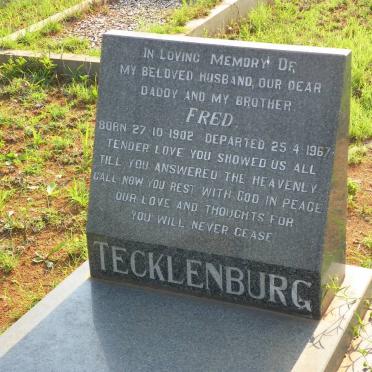 IN LOVING MEMORY OF
MY BELOVED HUSBAND, OUR DEAR
DADDY AND MY BROTHER
FRED
BORN 27·10·1902 DEPARTED 25·4·1967
TENDER LOVE YOU SHOWED US ALL
TILL YOU ANSWERED THE HEAVENLY
CALL NOW YOU REST WITH GOD IN PEACE
OUR LOVE AND THOUGHTS FOR
YOU WILL NEVER CEASE
TECKLENBURG